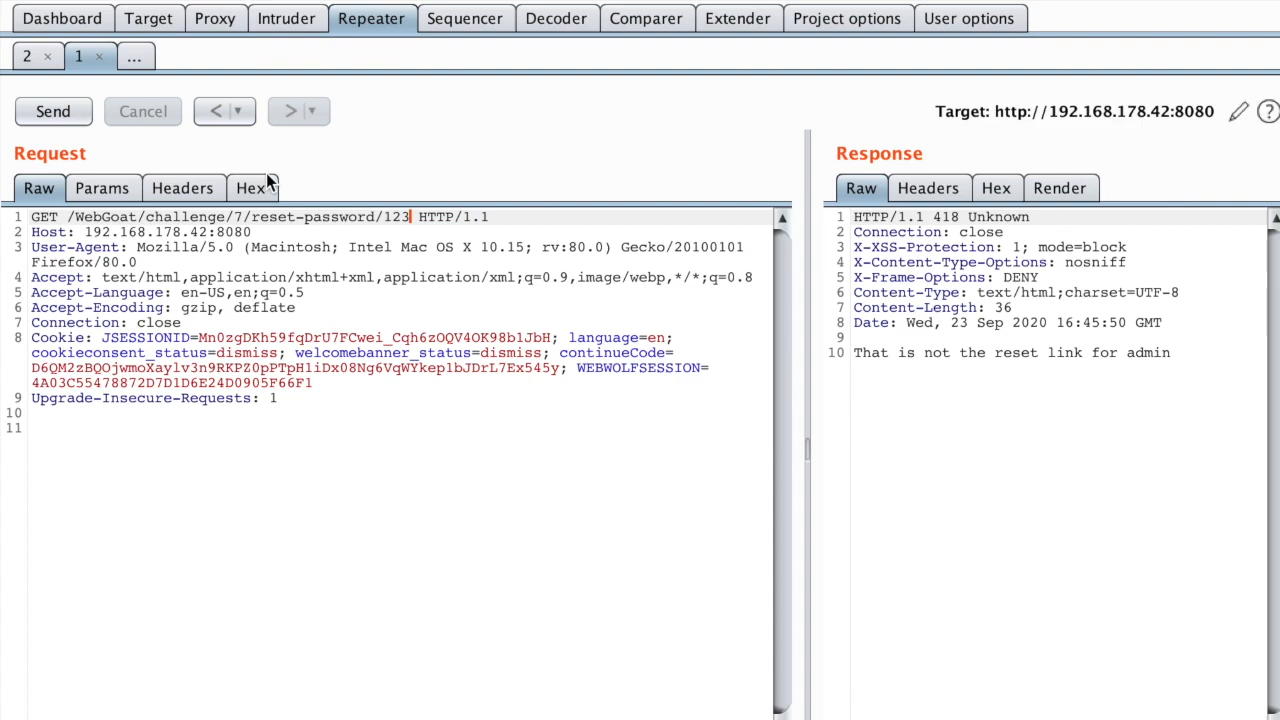 Dashboard Target Proxy Intruder Repeater Sequencer Decoder Comparer Extender Project options User options
2 × 1 × ...
Send Cancel < > Target: http://192.168.178.42:8080 ?
Request
Raw Params Headers Hex
1 GET /WebGoat/challenge/7/reset-password/123 HTTP/1.1
2 Host: 192.168.178.42:8080
3 User-Agent: Mozilla/5.0 (Macintosh; Intel Mac OS X 10.15; rv:80.0) Gecko/20100101
Firefox/80.0
4 Accept: text/html,application/xhtml+xml,application/xml;q=0.9,image/webp,*/*;q=0.8
5 Accept-Language: en-US,en;q=0.5
6 Accept-Encoding: gzip, deflate
7 Connection: close
8 Cookie: JSESSIONID=Mn0zgDKh59fqDrU7FCwei_Cqh6zOQV4OK98b1JbH; language=en;
cookieconsent_status=dismiss; welcomebanner_status=dismiss; continueCode=
D6QM2zBQOjwmoXaylv3n9RKPZ0pPTpH1iDx08Ng6VqWYkeplbJDrL7Ex545y; WEBWOLFSESSION=
4A03C55478872D7D1D6E24D0905F66F1
9 Upgrade-Insecure-Requests: 1
10
11
Response
Raw Headers Hex Render
1 HTTP/1.1 418 Unknown
2 Connection: close
3 X-XSS-Protection: 1; mode=block
4 X-Content-Type-Options: nosniff
5 X-Frame-Options: DENY
6 Content-Type: text/html;charset=UTF-8
7 Content-Length: 36
8 Date: Wed, 23 Sep 2020 16:45:50 GMT
9
10 That is not the reset link for admin